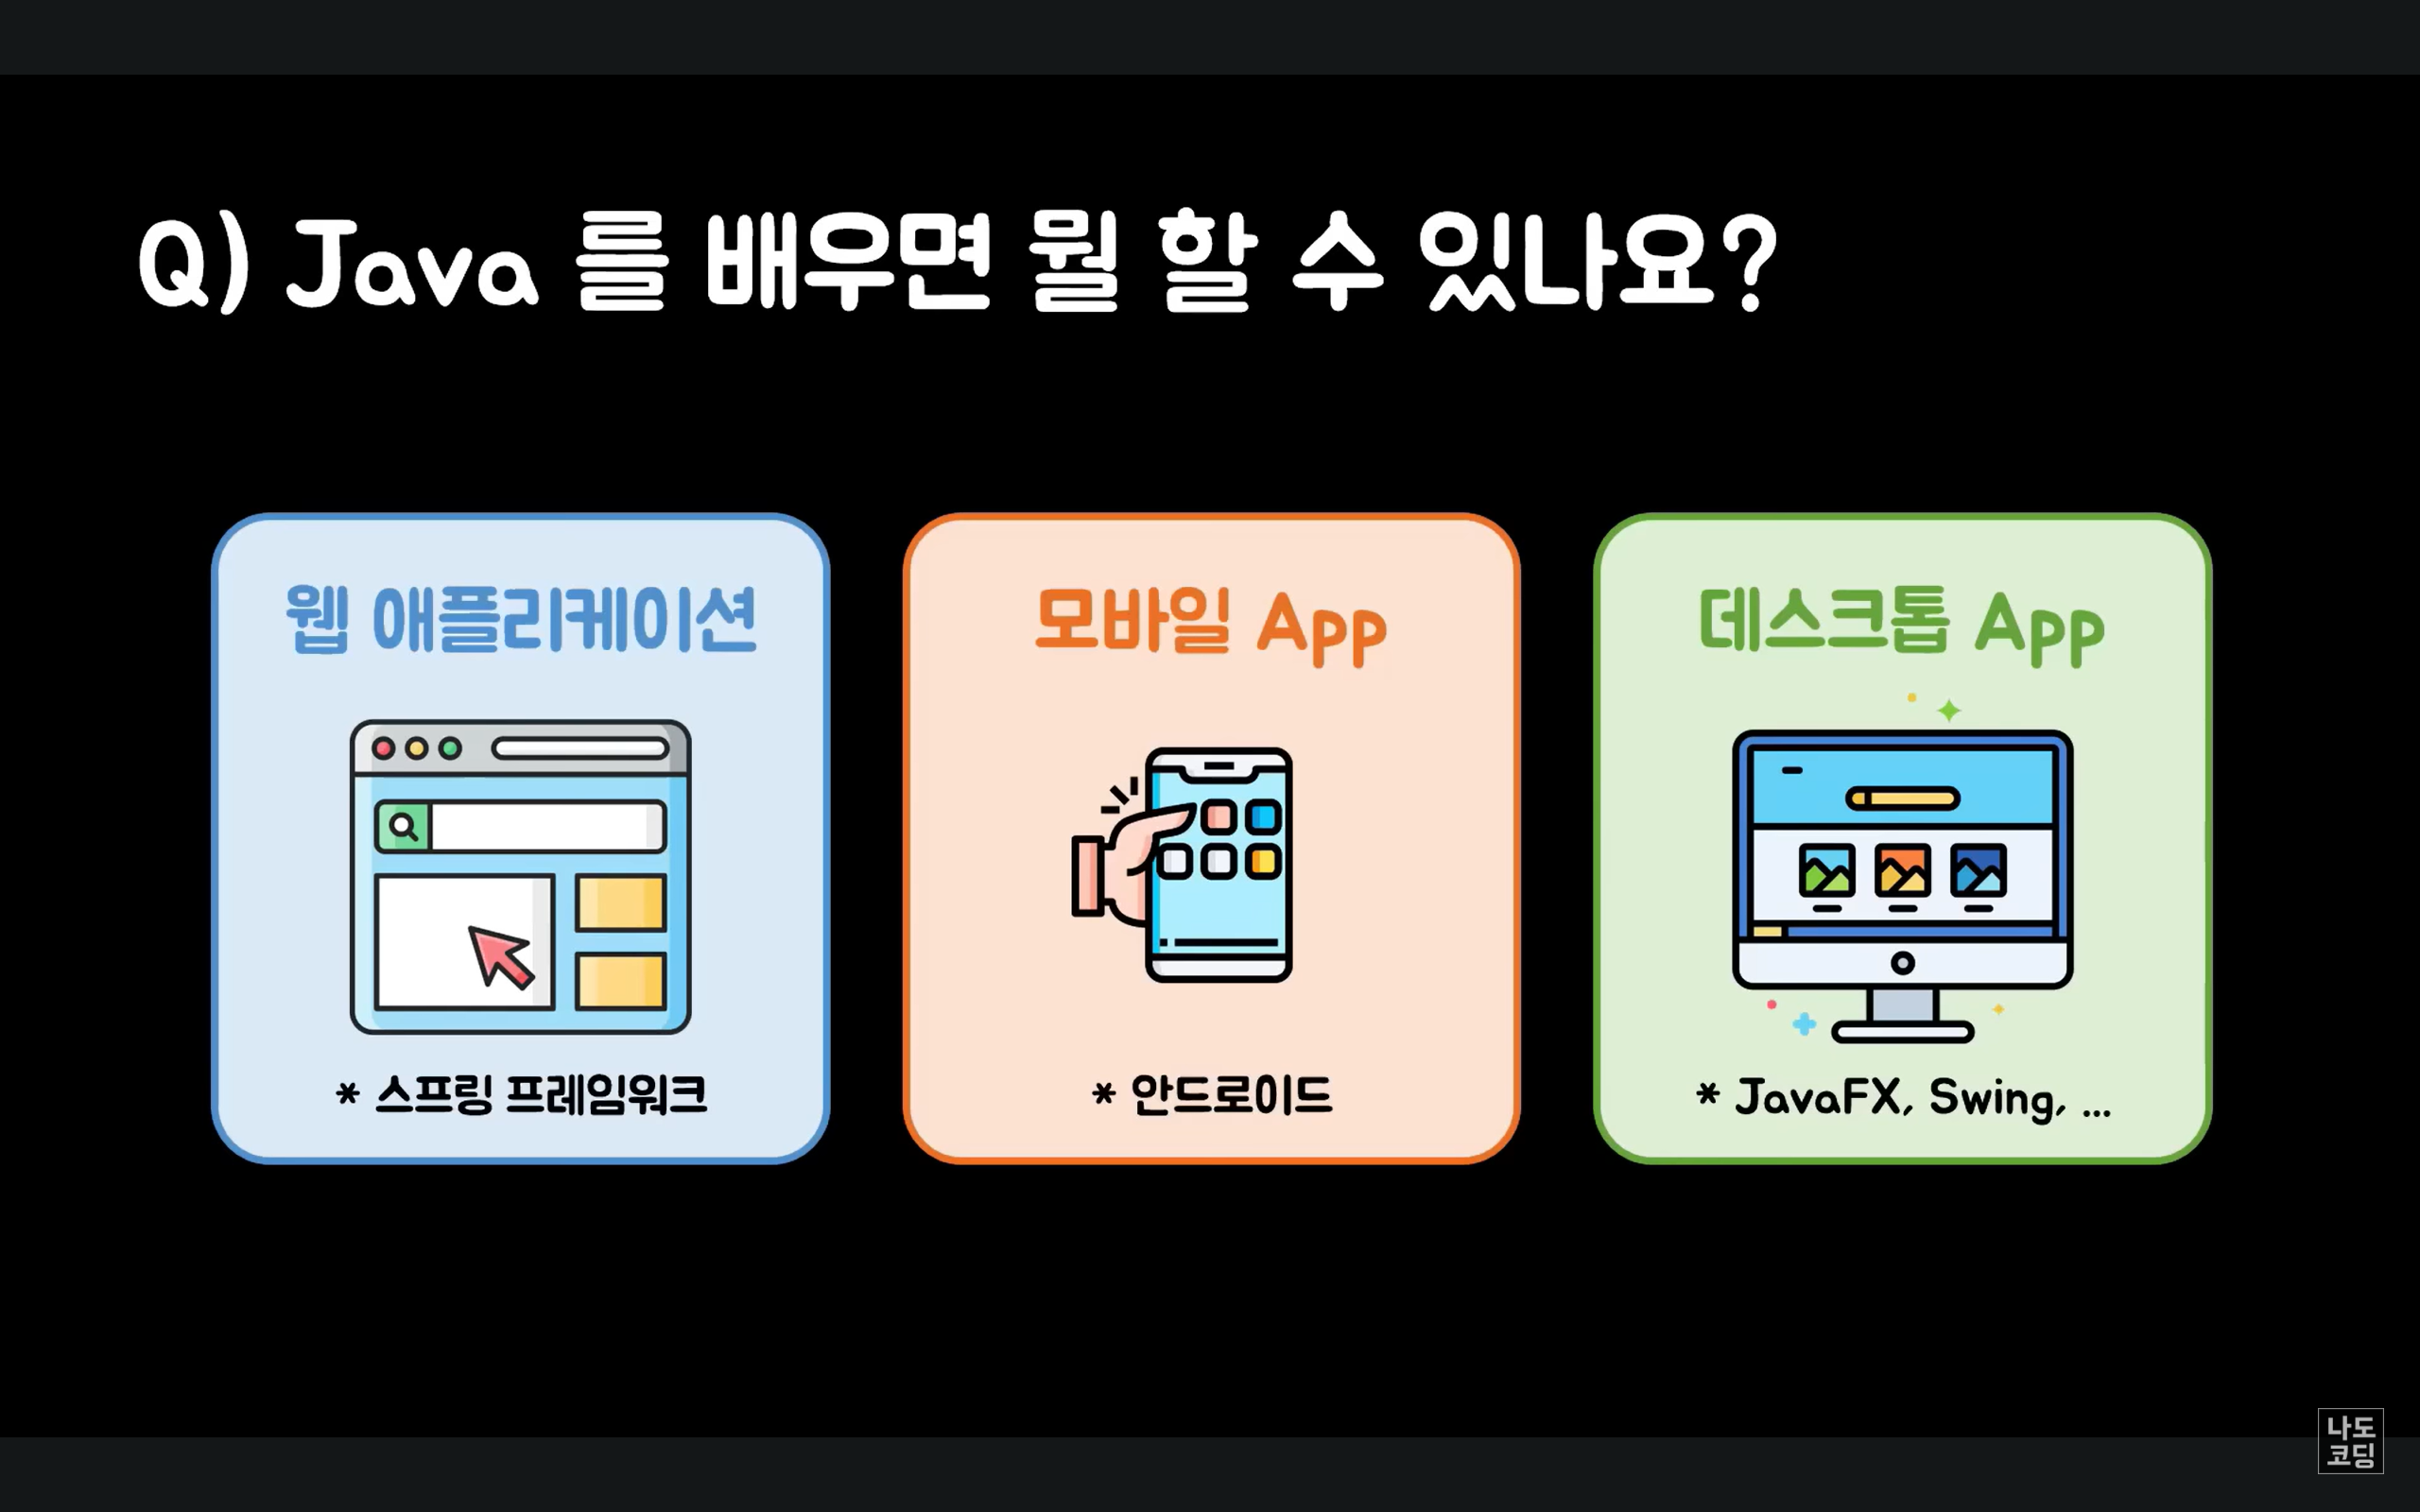 Q) Java 를 배우면 뭘 할 수 있나요?
웹 애플리케이션
모바일 App
데스크톱 App
* 스프링 프레임워크
* 안드로이드
* JavaFX, Swing, ...
나도
코딩